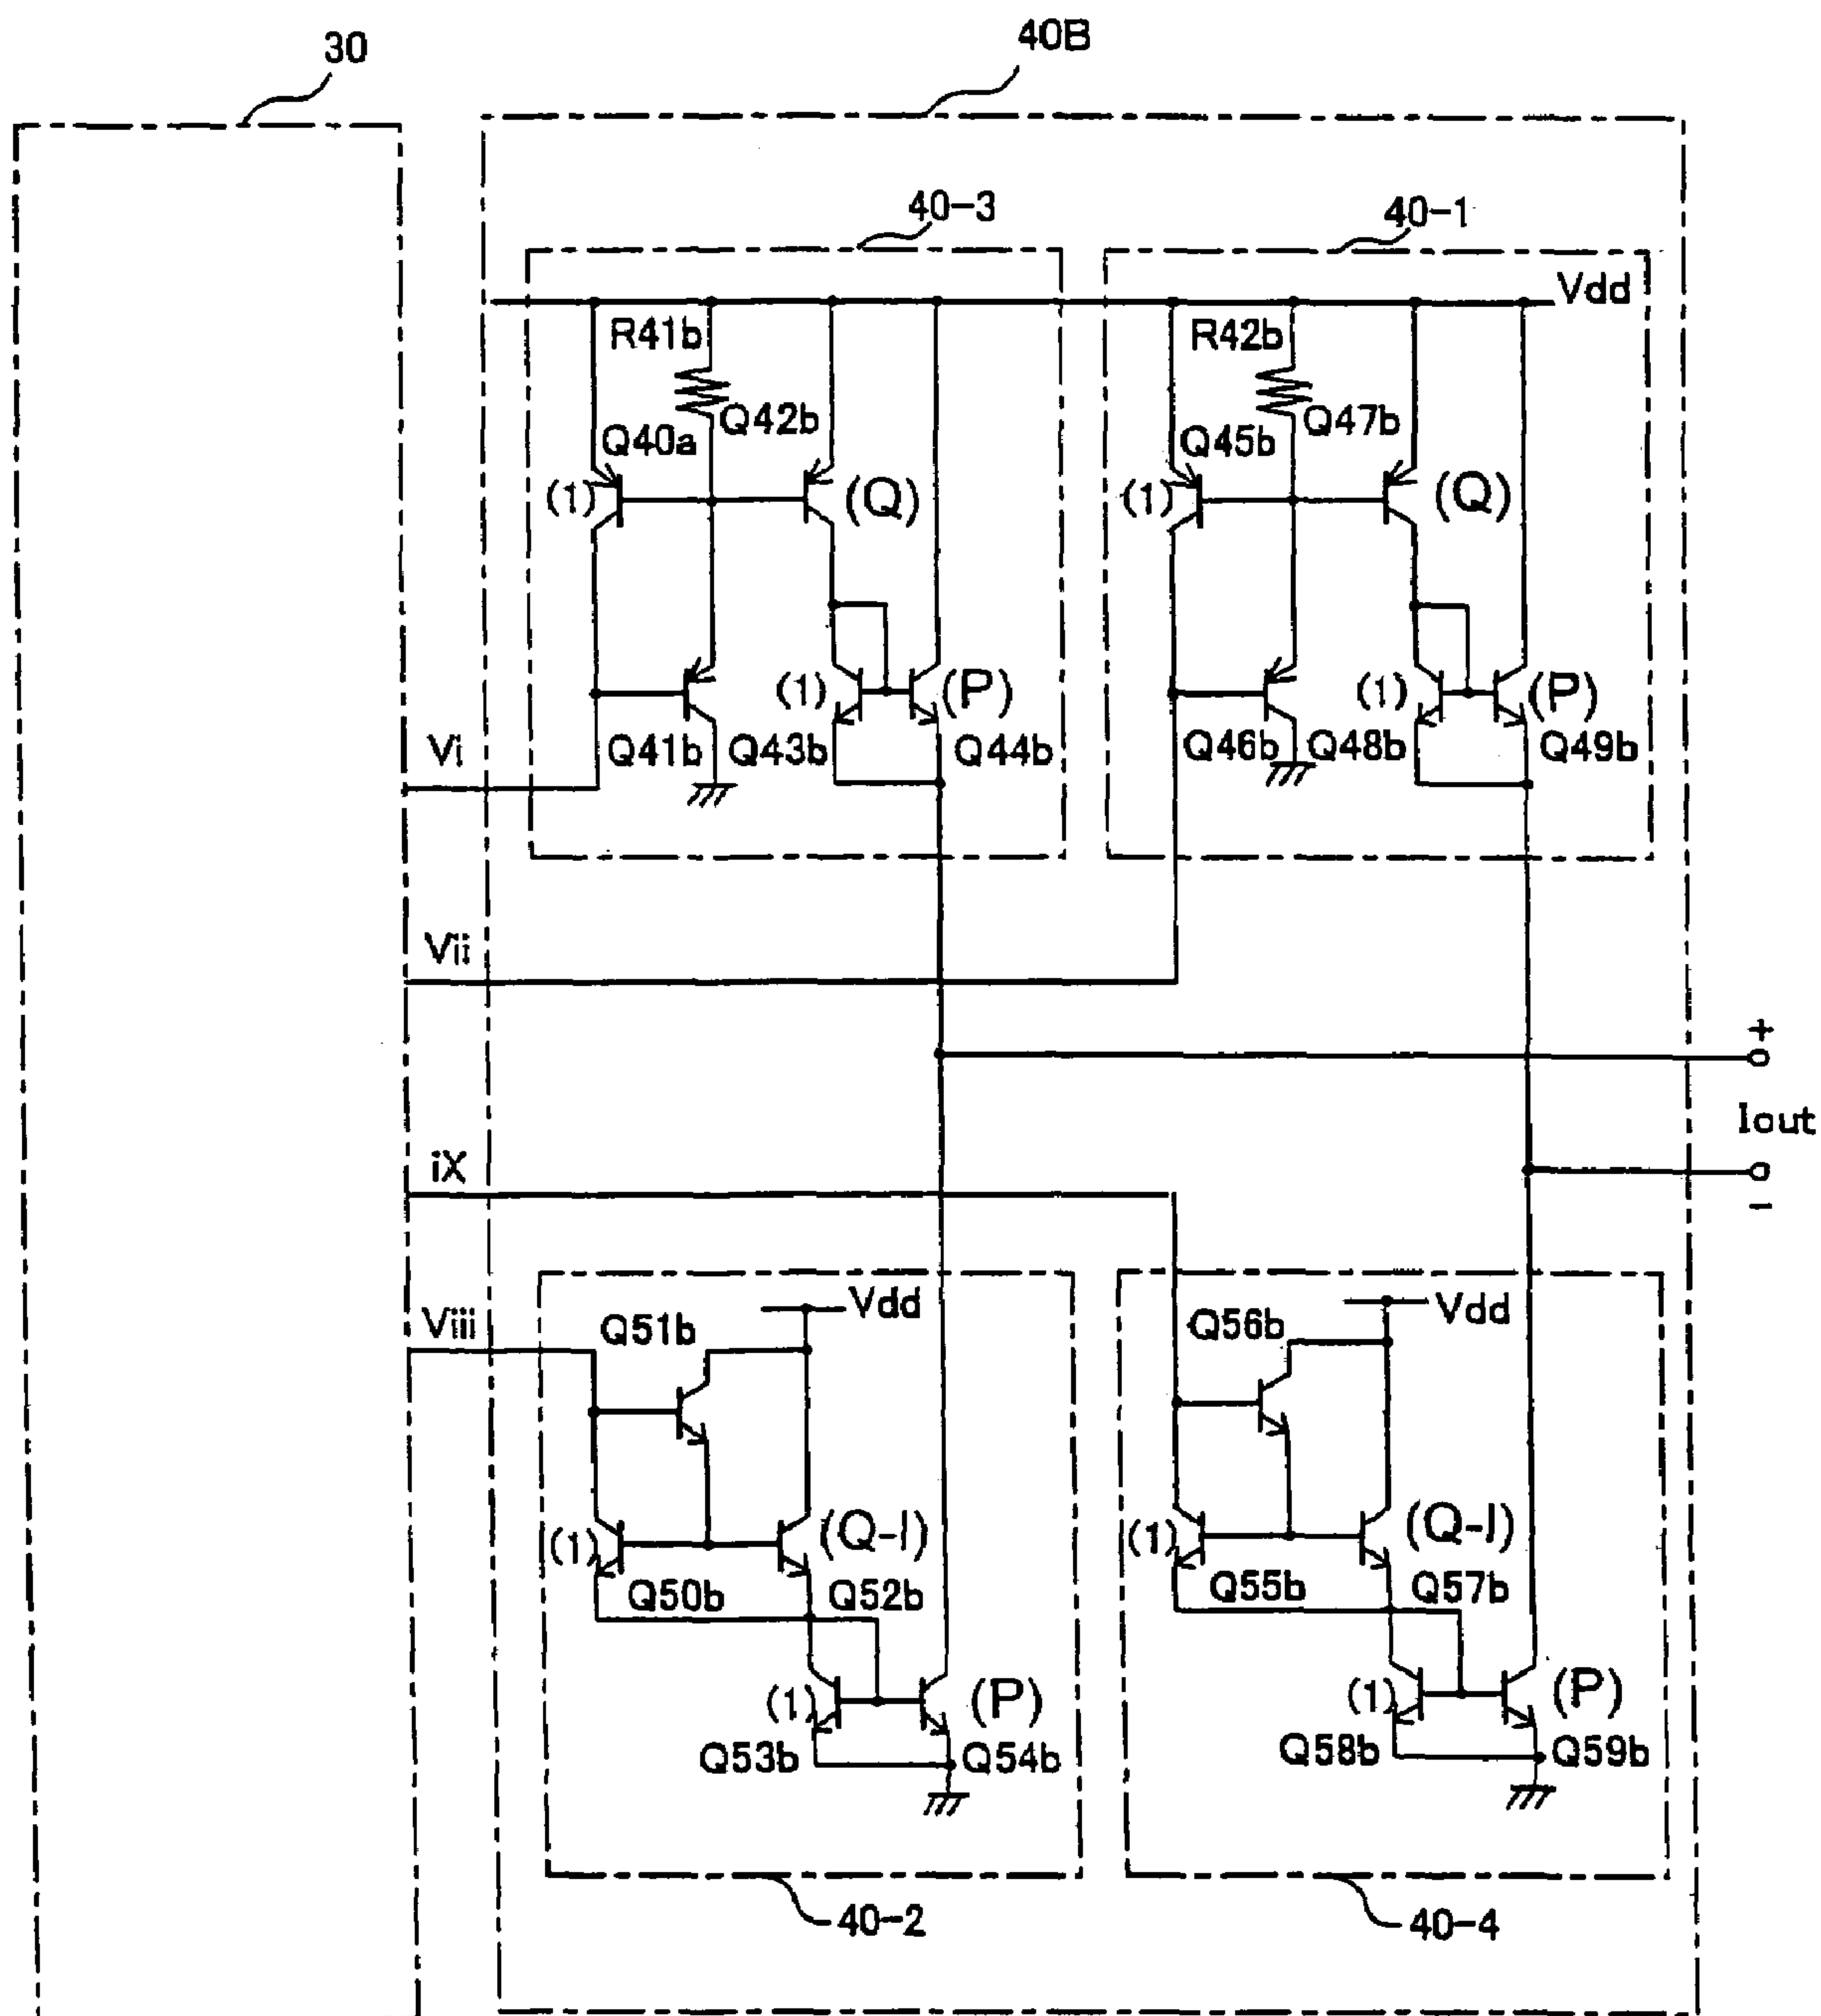 30
40B
40-3
40-1
Vdd
R41b
R42b
Q42b
Q47b
Q40a
Q45b
(1)
(Q)
(1)
(Q)
(1)
(P)
(1)
(P)
Vi
Q41b
Q43b
Q44b
Q46b
Q48b
Q49b
Vii
+
Iout
iX
-
Viii
Q51b
Vdd
Q56b
Vdd
(1)
(Q-I)
(1)
(Q-I)
Q50b
Q52b
Q55b
Q57b
(1)
(P)
(1)
(P)
Q53b
Q54b
Q58b
Q59b
40-2
40-4